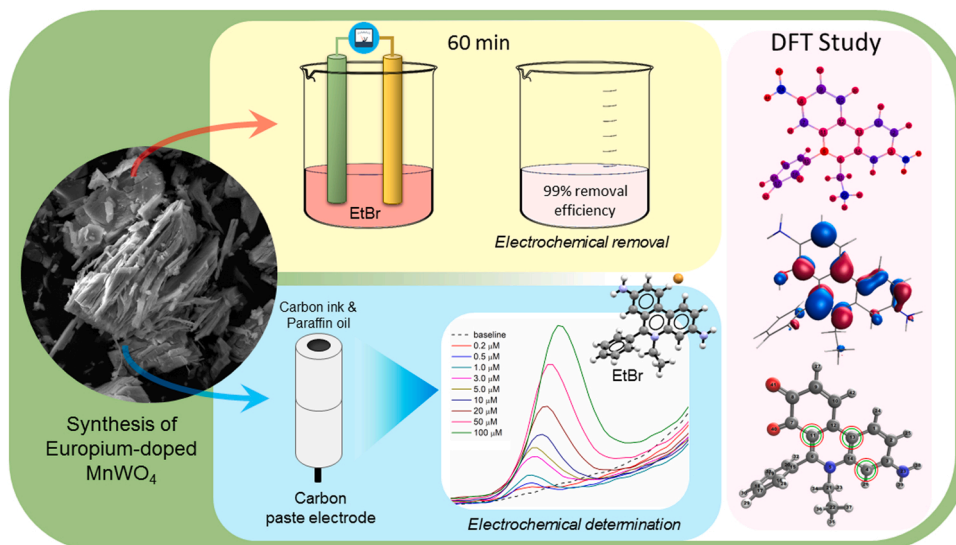 60 min
EtBr
99% removal
efficiency
Electrochemical removal
DFT Study
Synthesis of
Europium-doped
MnWO₄
Carbon ink &
Paraffin oil
Carbon
paste electrode
baseline
0.2 μM
0.5 μM
1.0 μM
3.0 μM
5.0 μM
10 μM
20 μM
50 μM
100 μM
EtBr
Electrochemical determination